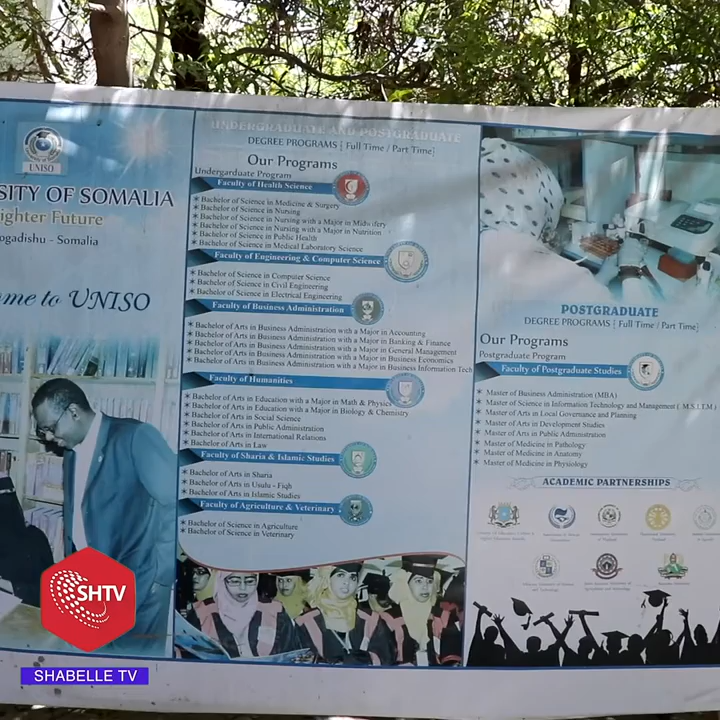 UNISO
SITY OF SOMALIA
ighter Future
ogadishu - Somalia
me to UNISO
UNDERGRADUATE AND POSTGRADUATE
DEGREE PROGRAMS [ Full Time / Part Time]
Our Programs
Undergraduate Program
Faculty of Health Science
* Bachelor of Science in Medicine & Surgery
* Bachelor of Science in Nursing
* Bachelor of Science in Nursing with a Major in Midwifery
* Bachelor of Science in Nursing with a Major in Nutrition
* Bachelor of Science in Public Health
* Bachelor of Science in Medical Laboratory Science
Faculty of Engineering & Computer Science
* Bachelor of Science in Computer Science
* Bachelor of Science in Civil Engineering
* Bachelor of Science in Electrical Engineering
Faculty of Business Administration
* Bachelor of Arts in Business Administration with a Major in Accounting
* Bachelor of Arts in Business Administration with a Major in Banking & Finance
* Bachelor of Arts in Business Administration with a Major in General Management
* Bachelor of Arts in Business Administration with a Major in Business Economics
* Bachelor of Arts in Business Administration with a Major in Business Information Tech
Faculty of Humanities
* Bachelor of Arts in Education with a Major in Math & Physics
* Bachelor of Arts in Education with a Major in Biology & Chemistry
* Bachelor of Arts in Social Science
* Bachelor of Arts in Public Administration
* Bachelor of Arts in International Relations
* Bachelor of Arts in Law
Faculty of Sharia & Islamic Studies
* Bachelor of Arts in Sharia
* Bachelor of Arts in Usulu - Fiqh
* Bachelor of Arts in Islamic Studies
Faculty of Agriculture & Veterinary
* Bachelor of Science in Agriculture
* Bachelor of Science in Veterinary
POSTGRADUATE
DEGREE PROGRAMS [ Full Time / Part Time]
Our Programs
Postgraduate Program
Faculty of Postgraduate Studies
* Master of Business Administration (MBA)
* Master of Science in Information Technology and Management ( M.S.I.T.M )
* Master of Arts in Local Governance and Planning
* Master of Arts in Development Studies
* Master of Arts in Public Administration
* Master of Medicine in Pathology
* Master of Medicine in Anatomy
* Master of Medicine in Physiology
ACADEMIC PARTNERSHIPS
SHTV
SHABELLE TV